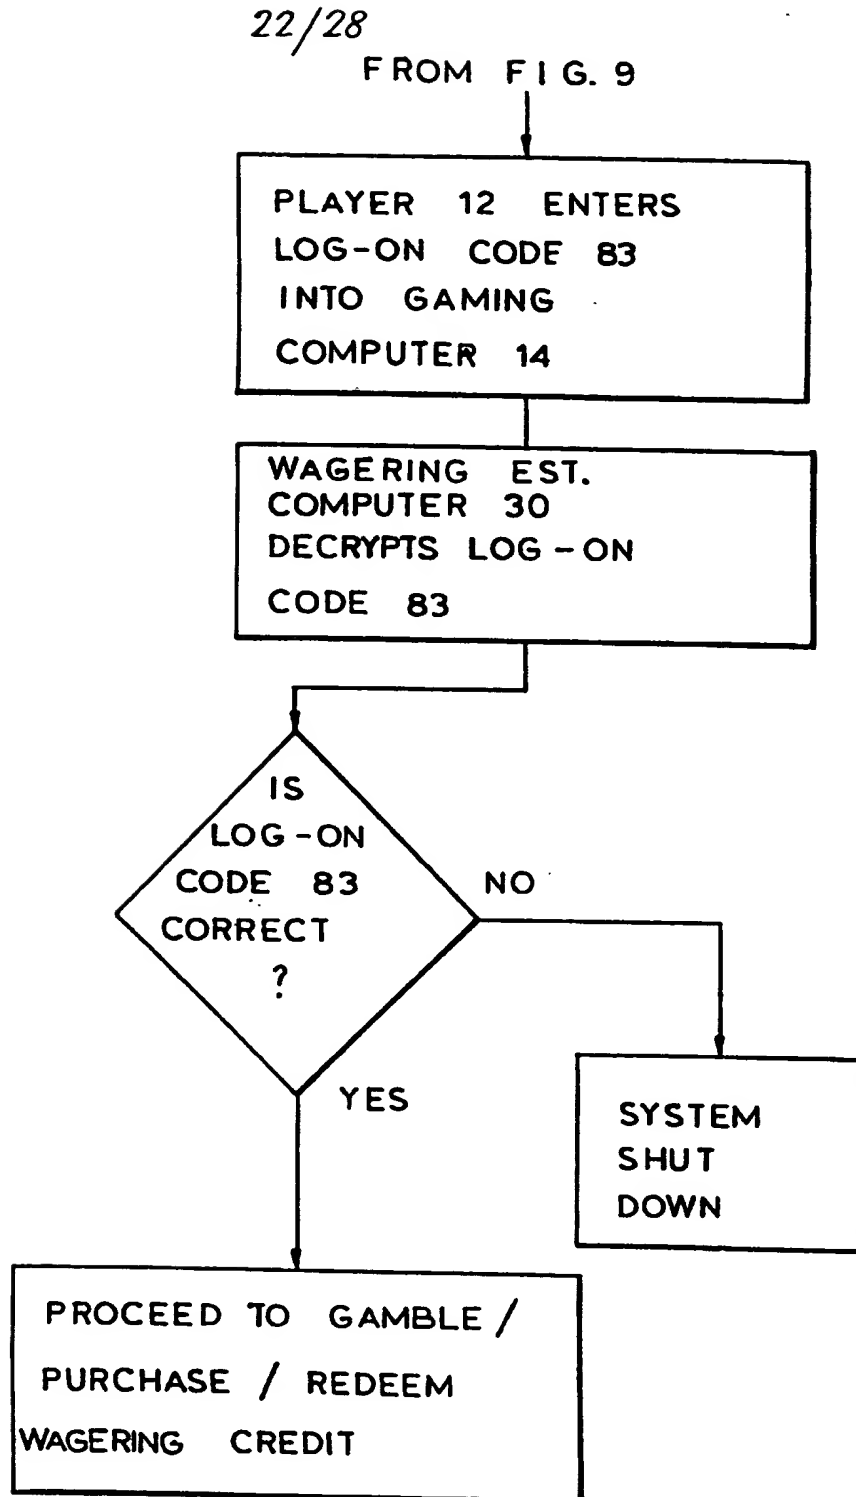 22/28
FROM FIG. 9
PLAYER 12 ENTERS
LOG-ON CODE 83
INTO GAMING
COMPUTER 14
WAGERING EST.
COMPUTER 30
DECRYPTS LOG-ON
CODE 83
IS
LOG-ON
CODE 83
CORRECT
?
NO
YES
SYSTEM
SHUT
DOWN
PROCEED TO GAMBLE /
PURCHASE / REDEEM
WAGERING CREDIT